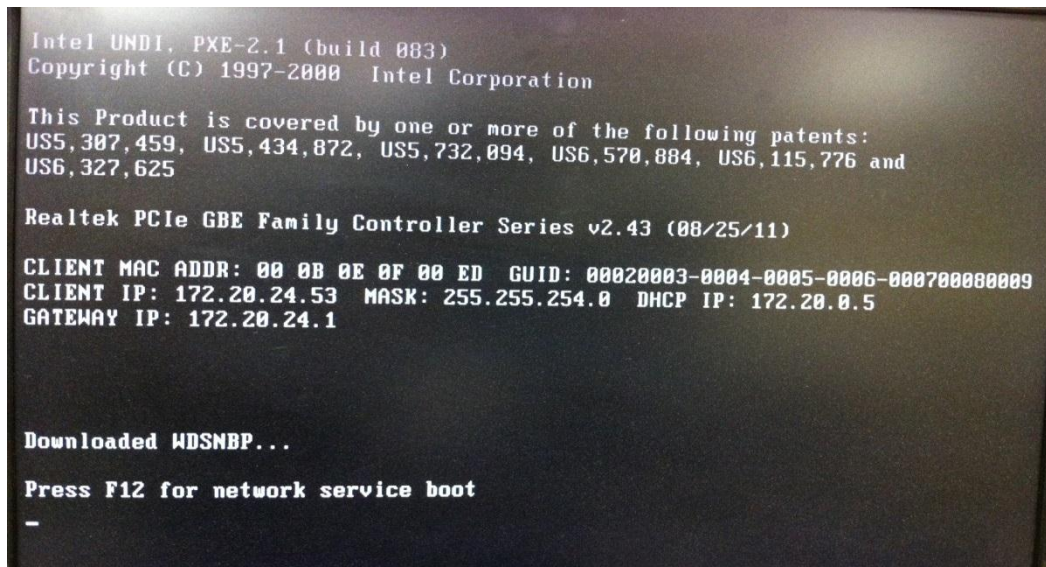 Intel UNDI, PXE-2.1 (build 083)
Copyright (C) 1997-2000  Intel Corporation
This Product is covered by one or more of the following patents:
US5,307,459, US5,434,872, US5,732,094, US6,570,884, US6,115,776 and
US6,327,625
Realtek PCIe GBE Family Controller Series v2.43 (08/25/11)
CLIENT MAC ADDR: 00 0B 0E 0F 00 ED  GUID: 00020003-0004-0005-0006-000700080009
CLIENT IP: 172.20.24.53  MASK: 255.255.254.0  DHCP IP: 172.20.0.5
GATEWAY IP: 172.20.24.1
Downloaded WDSNBP...
Press F12 for network service boot